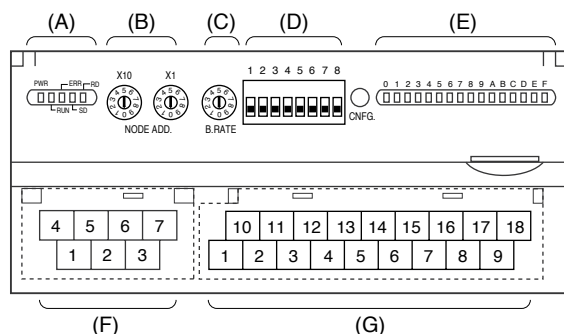 (A) (B) (C) (D) (E)
X10 X1 1 2 3 4 5 6 7 8
PWR ERR RD 0 1 2 3 4 5 6 7 8 9 A B C D E F
RUN SD
NODE ADD. B.RATE CNFG.
4 5 6 7 10 11 12 13 14 15 16 17 18
1 2 3 1 2 3 4 5 6 7 8 9
(F) (G)